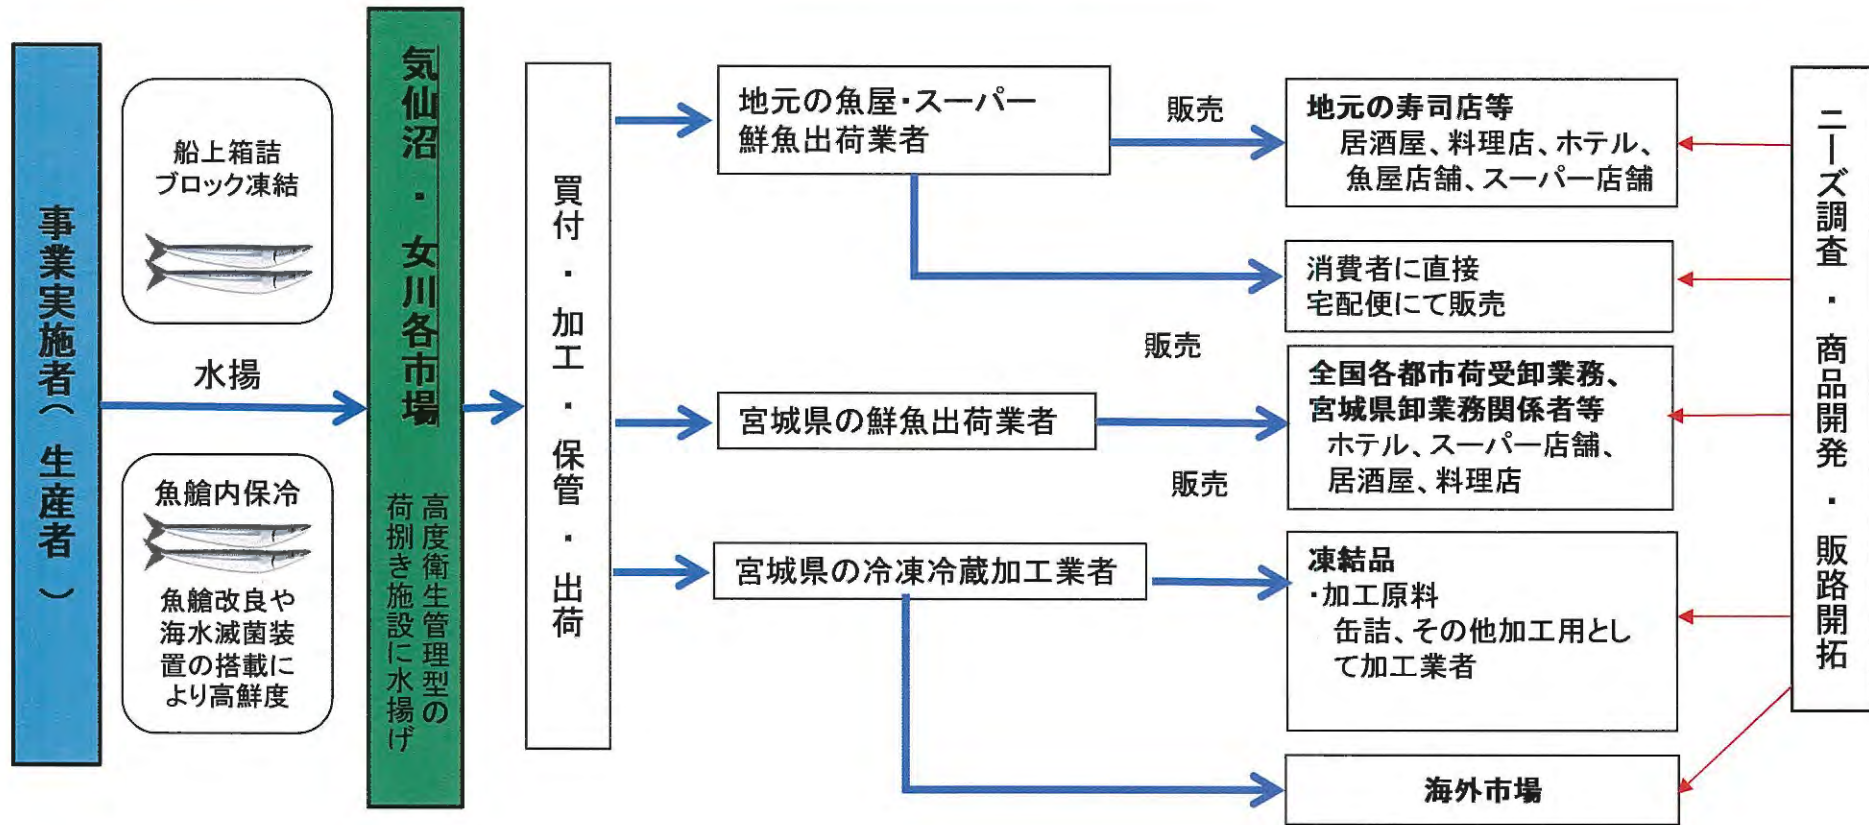 事業実施者(生産者)
船上箱詰
ブロック凍結
水揚
魚艙内保冷
魚艙改良や
海水滅菌装
置の搭載に
より高鮮度
気仙沼・女川各市場
高度衛生管理型の
荷捌き施設に水揚げ
買付・加工・保管・出荷
地元の魚屋・スーパー
鮮魚出荷業者
販売
地元の寿司店等
居酒屋、料理店、ホテル、
魚屋店舗、スーパー店舗
消費者に直接
宅配便にて販売
販売
宮城県の鮮魚出荷業者
全国各都市荷受卸業務、
宮城県卸業務関係者等
ホテル、スーパー店舗、
居酒屋、料理店
販売
宮城県の冷凍冷蔵加工業者
凍結品
・加工原料
缶詰、その他加工用とし
て加工業者
海外市場
ニーズ調査・商品開発・販路開拓